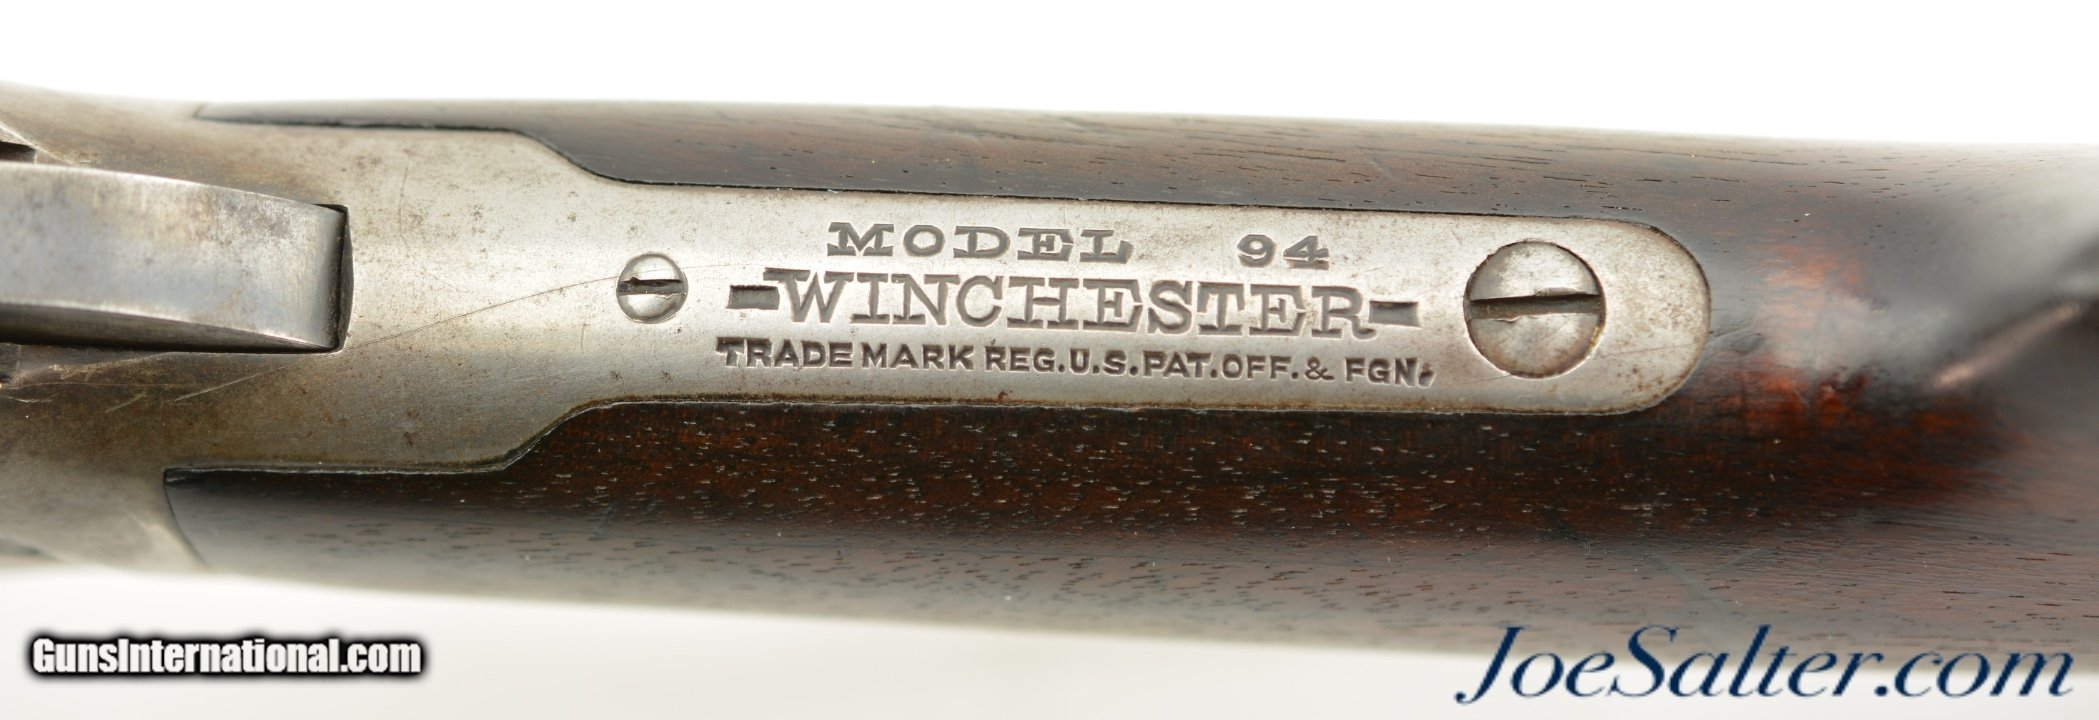 MODEL 94
-WINCHESTER-
TRADE MARK REG. U.S. PAT. OFF. & FGN.
GunsInternational.com
JoeSalter.com